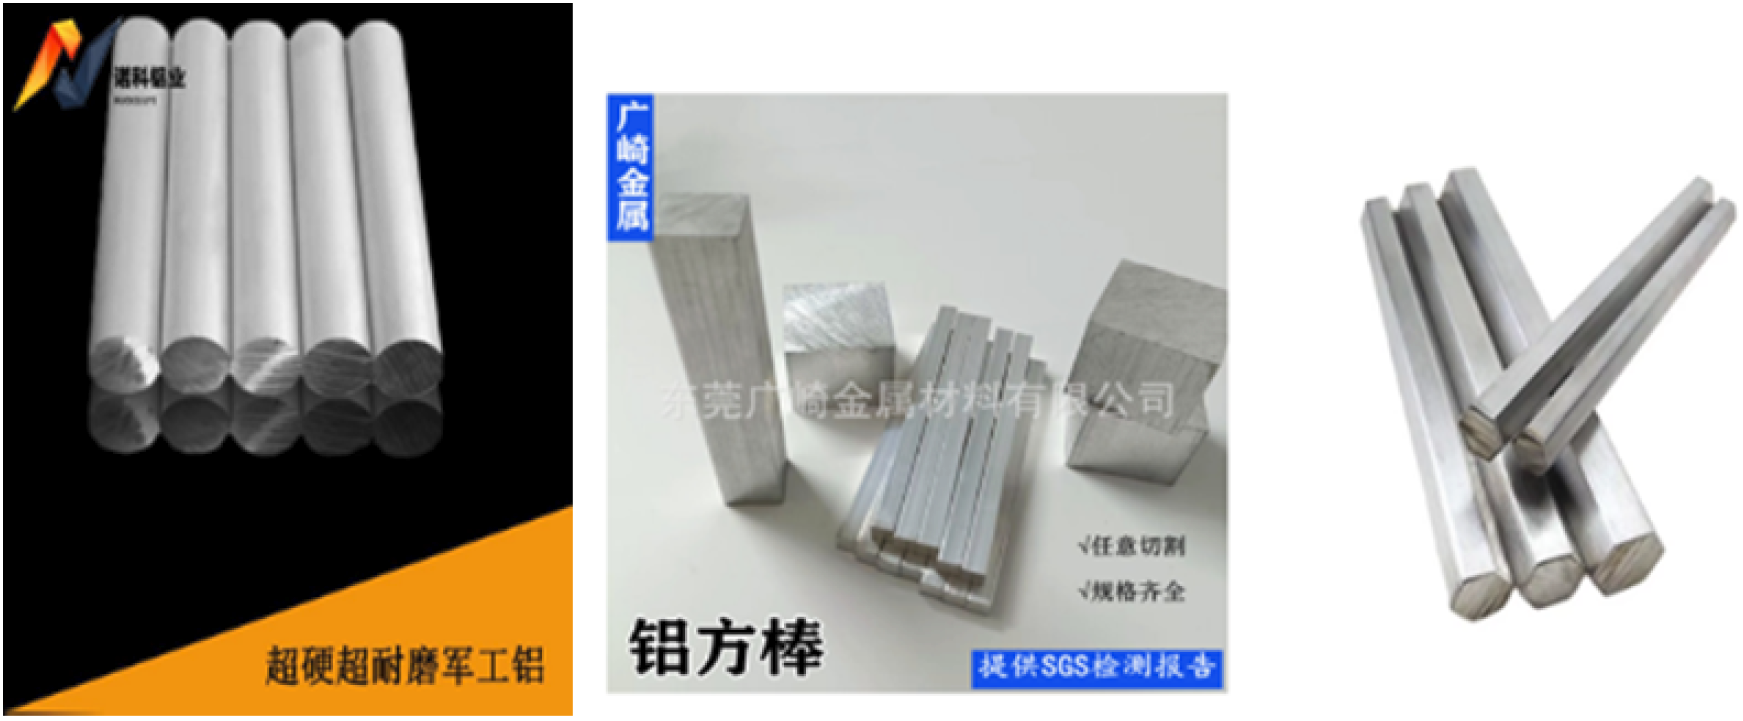 诺科铝业
超硬超耐磨军工铝
广崎金属
东莞广崎金属材料有限公司
√任意切割
√规格齐全
铝方棒
提供SGS检测报告